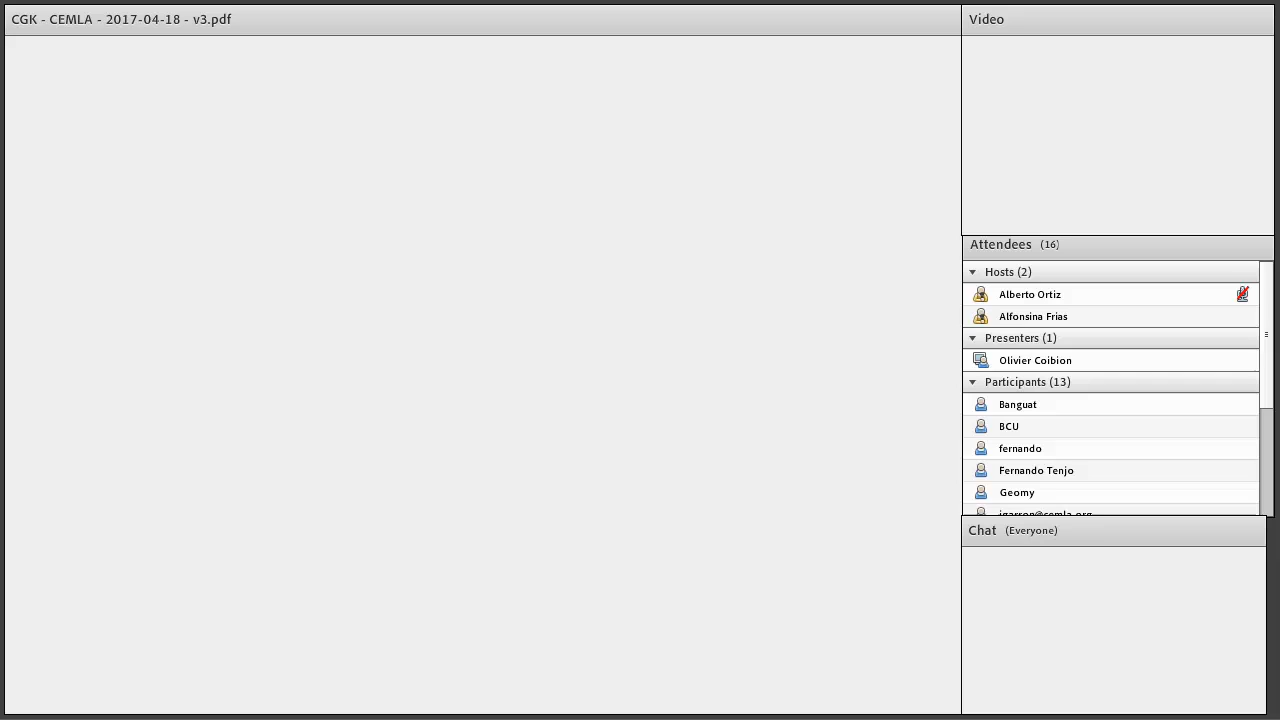 CGK - CEMLA - 2017-04-18 - v3.pdf
Video
Attendees (16)
Hosts (2)
Alberto Ortiz
Alfonsina Frias
Presenters (1)
Olivier Coibion
Participants (13)
Banguat
BCU
fernando
Fernando Tenjo
Geomy
Chat (Everyone)